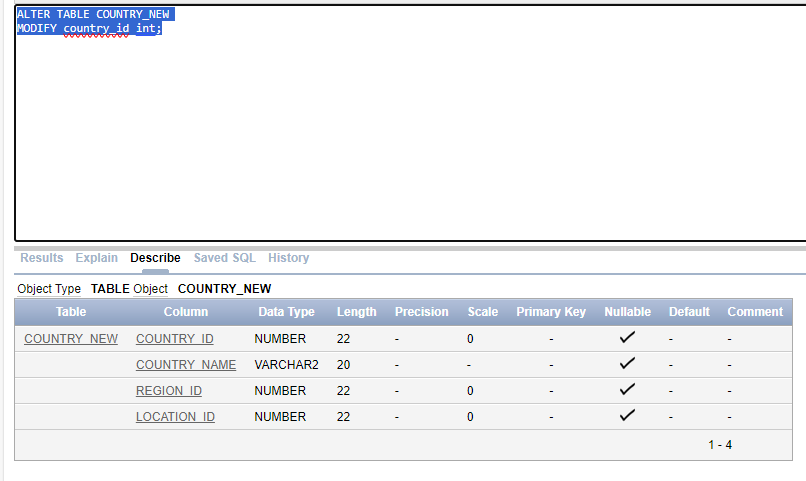 ALTER TABLE COUNTRY_NEW
MODIFY country_id int;
Results Explain Describe Saved SQL History
Object Type TABLE Object COUNTRY_NEW
Table Column Data Type Length Precision Scale Primary Key Nullable Default Comment
COUNTRY_NEW COUNTRY_ID NUMBER 22 - 0 - ✓ - -
COUNTRY_NAME VARCHAR2 20 - - - ✓ - -
REGION_ID NUMBER 22 - 0 - ✓ - -
LOCATION_ID NUMBER 22 - 0 - ✓ - -
1 - 4